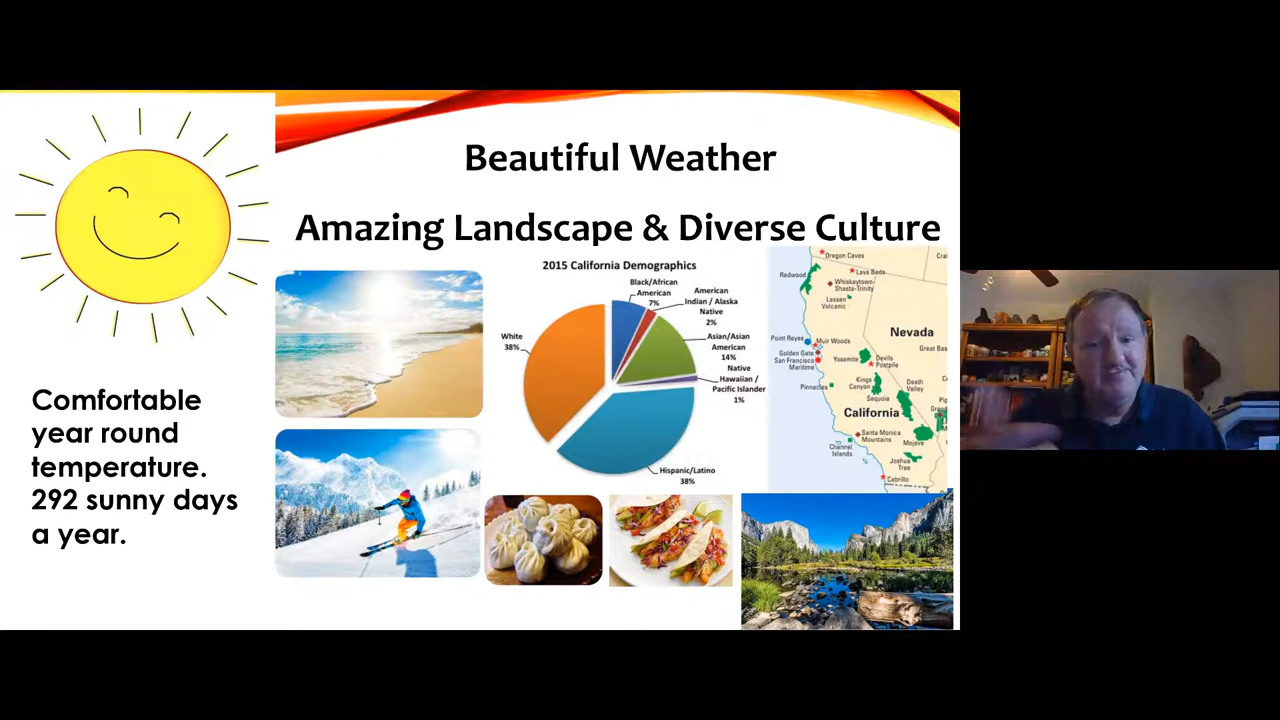 Beautiful Weather
Amazing Landscape & Diverse Culture
Comfortable
year round
temperature.
292 sunny days
a year.
2015 California Demographics
Black/African
American
7%
American
Indian / Alaska
Native
2%
Asian/Asian
American
14%
Native
Hawaiian /
Pacific Islander
1%
Hispanic/Latino
38%
White
38%
Oregon Caves
Redwood
Lava Beds
Whiskeytown-
Shasta-Trinity
Lassen
Volcanic
Nevada
Point Reyes
Muir Woods
Golden Gate
San Francisco
Maritime
Yosemite
Devils
Postpile
Great Bas
Pinnacles
Kings
Canyon
Sequoia
Death
Valley
California
Santa Monica
Mountains
Channel
Islands
Mojave
Joshua
Tree
Cabrillo